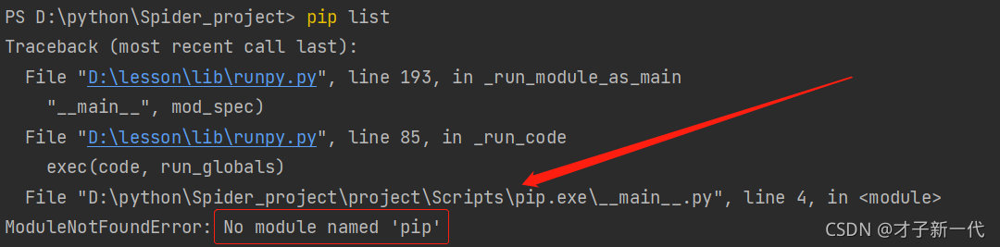 PS D:\python\Spider_project> pip list
Traceback (most recent call last):
  File "D:\lesson\lib\runpy.py", line 193, in _run_module_as_main
    "__main__", mod_spec)
  File "D:\lesson\lib\runpy.py", line 85, in _run_code
    exec(code, run_globals)
  File "D:\python\Spider_project\project\Scripts\pip.exe\__main__.py", line 4, in <module>
ModuleNotFoundError: No module named 'pip'
CSDN @才子新一代